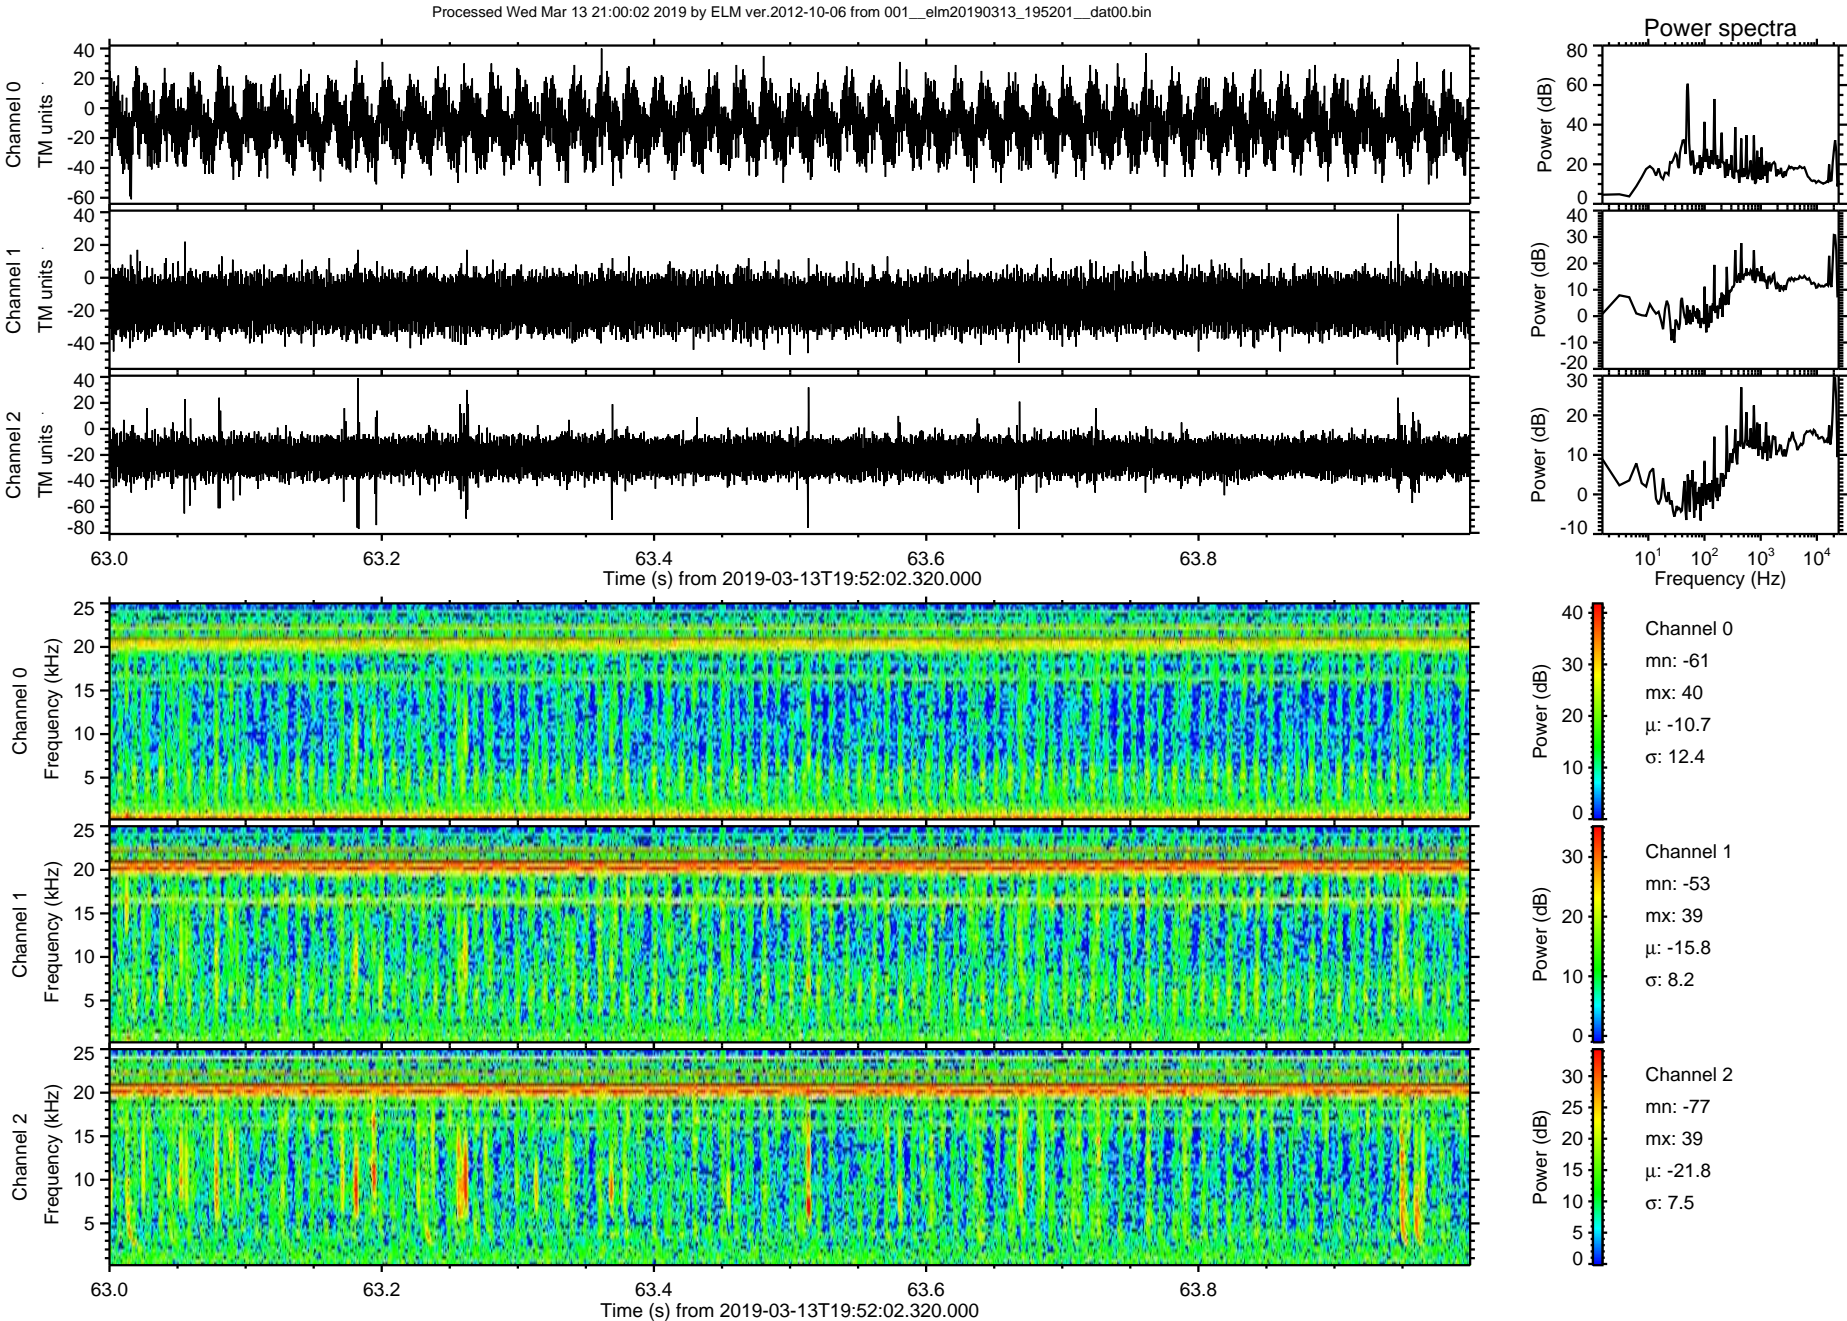 Processed Wed Mar 13 21:00:02 2019 by ELM ver.2012-10-06 from 001__elm20190313_195201__dat00.bin
Power spectra
Channel 0
TM units
40
20
0
-20
-40
-60
Power (dB)
80
60
40
20
0
Channel 1
TM units
40
20
0
-20
-40
Power (dB)
40
30
20
10
0
-10
-20
Channel 2
TM units
40
20
0
-20
-40
-60
-80
Power (dB)
30
20
10
0
-10
63.0 63.2 63.4 63.6 63.8
Time (s) from 2019-03-13T19:52:02.320.000
10^1 10^2 10^3 10^4
Frequency (Hz)
Channel 0
Frequency (kHz)
25
20
15
10
5
Power (dB)
40
30
20
10
0
Channel 0
mn: -61
mx: 40
μ: -10.7
σ: 12.4
Channel 1
Frequency (kHz)
25
20
15
10
5
Power (dB)
30
20
10
0
Channel 1
mn: -53
mx: 39
μ: -15.8
σ: 8.2
Channel 2
Frequency (kHz)
25
20
15
10
5
Power (dB)
30
25
20
15
10
5
0
Channel 2
mn: -77
mx: 39
μ: -21.8
σ: 7.5
63.0 63.2 63.4 63.6 63.8
Time (s) from 2019-03-13T19:52:02.320.000